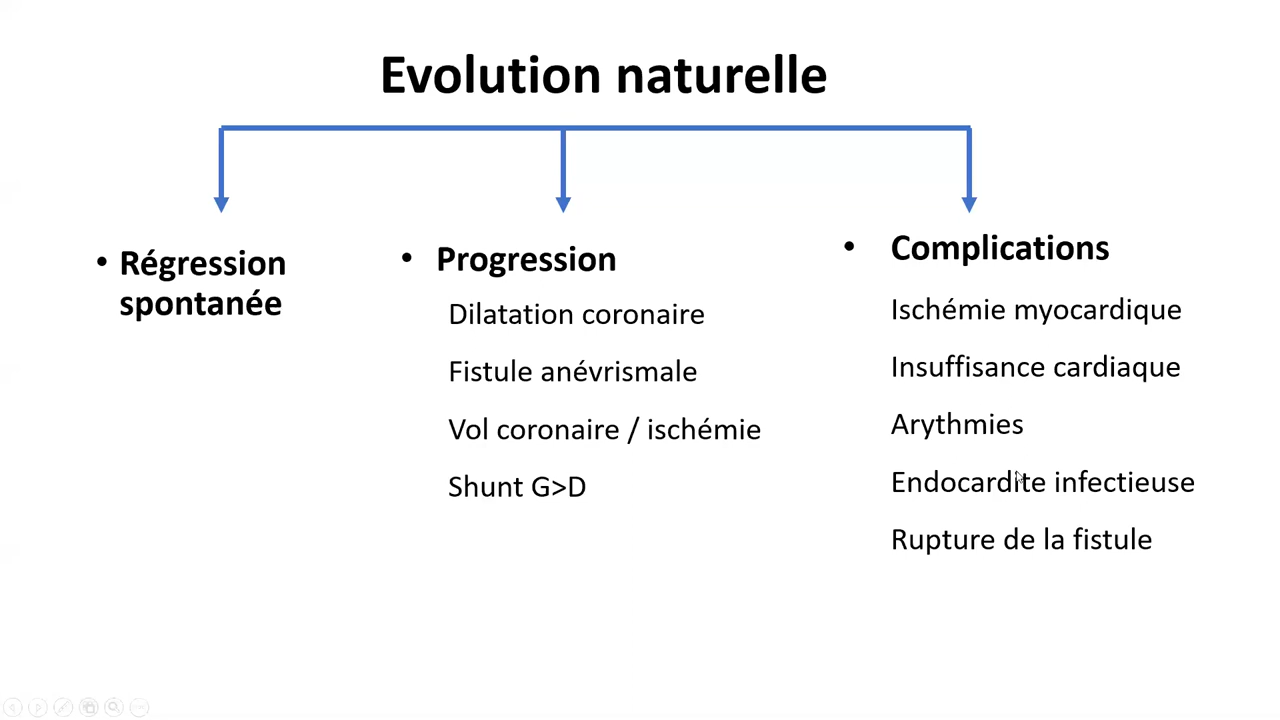 Evolution naturelle
• Régression
spontanée
• Progression
Dilatation coronaire
Fistule anévrismale
Vol coronaire / ischémie
Shunt G>D
• Complications
Ischémie myocardique
Insuffisance cardiaque
Arythmies
Endocardite infectieuse
Rupture de la fistule